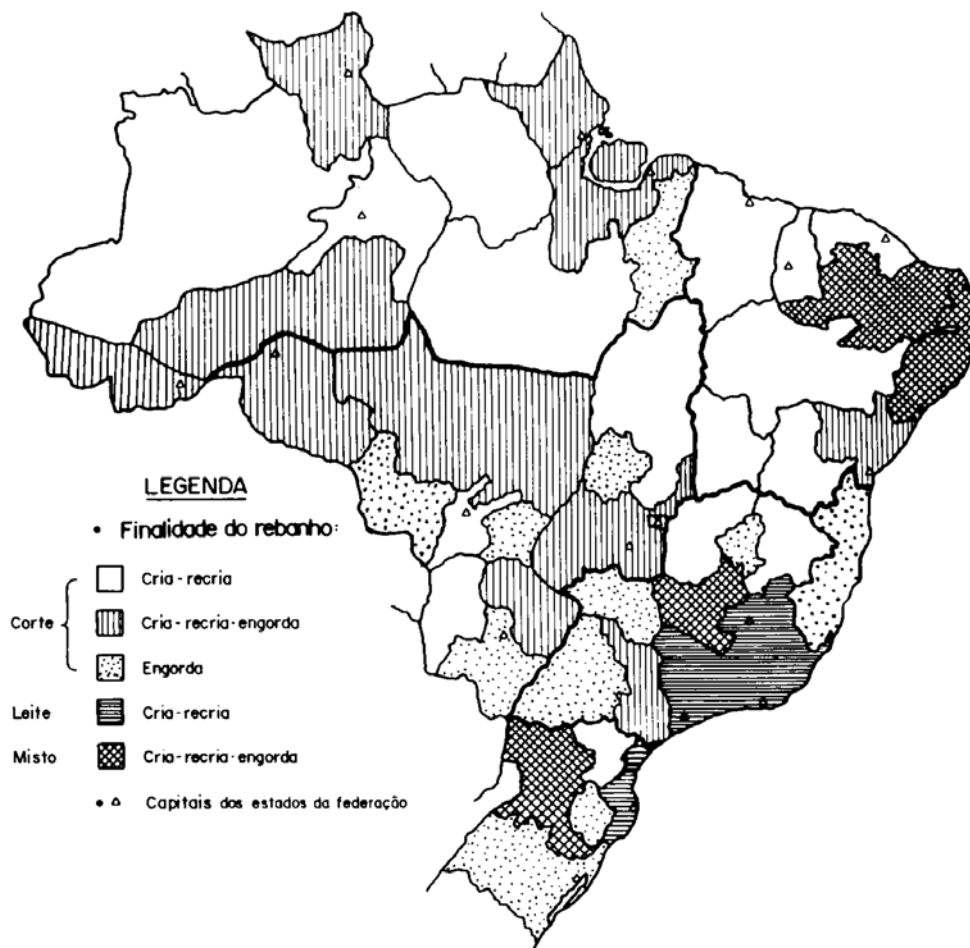 LEGENDA
• Finalidade do rebanho:
Corte
Cria-recria
Cria-recria-engorda
Engorda
Leite Cria-recria
Misto Cria-recria-engorda
• △ Capitais dos estados da federação